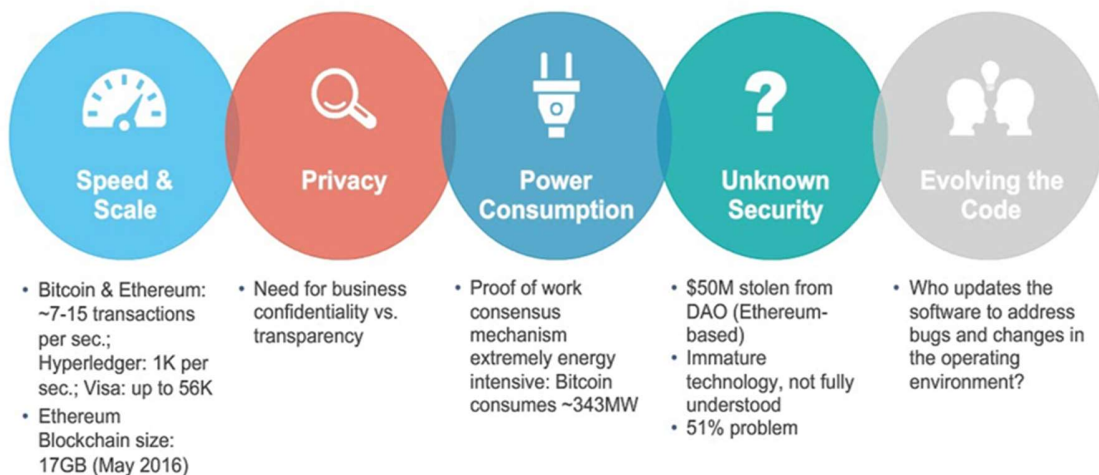 Speed &
Scale
Privacy
Power
Consumption
Unknown
Security
Evolving the
Code
• Bitcoin & Ethereum:
~7-15 transactions
per sec.;
Hyperledger: 1K per
sec.; Visa: up to 56K
• Ethereum
Blockchain size:
17GB (May 2016)
• Need for business
confidentiality vs.
transparency
• Proof of work
consensus
mechanism
extremely energy
intensive: Bitcoin
consumes ~343MW
• $50M stolen from
DAO (Ethereum-
based)
• Immature
technology, not fully
understood
• 51% problem
• Who updates the
software to address
bugs and changes in
the operating
environment?